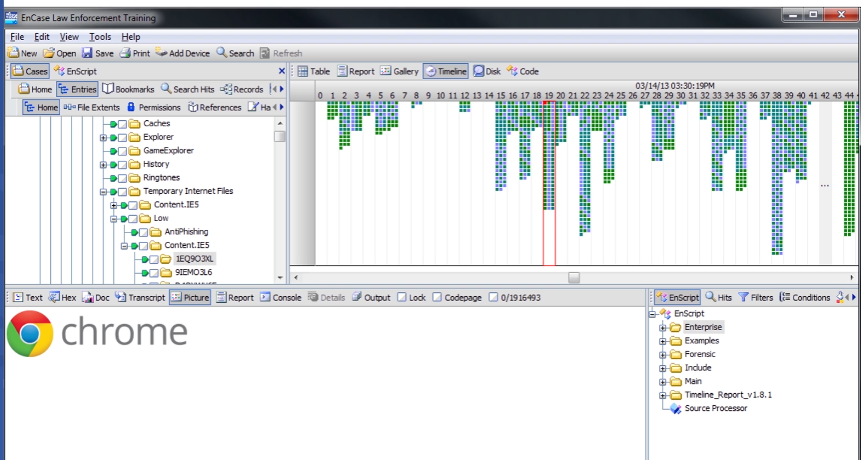 EnCase Law Enforcement Training
File Edit View Tools Help
New Open Save Print Add Device Search Refresh
Cases EnScript
Table Report Gallery Timeline Disk Code
Home Entries Bookmarks Search Hits Records
03/14/13 03:30:19PM
Home File Extents Permissions References Ha
0 1 2 3 4 5 6 7 8 9 10 11 12 13 14 15 16 17 18 19 20 21 22 23 24 25 26 27 28 29 30 31 32 33 34 35 36 37 38 39 40 41 42 43 44
Caches
Explorer
GameExplorer
History
Ringtones
Temporary Internet Files
Content.IE5
Low
AntiPhishing
Content.IE5
1EQ9O3XL
9IEMO3L6
...
Text Hex Doc Transcript Picture Report Console Details Output Lock Codepage 0/1916493
EnScript Hits Filters Conditions
chrome
EnScript
Enterprise
Examples
Forensic
Include
Main
Timeline_Report_v1.8.1
Source Processor